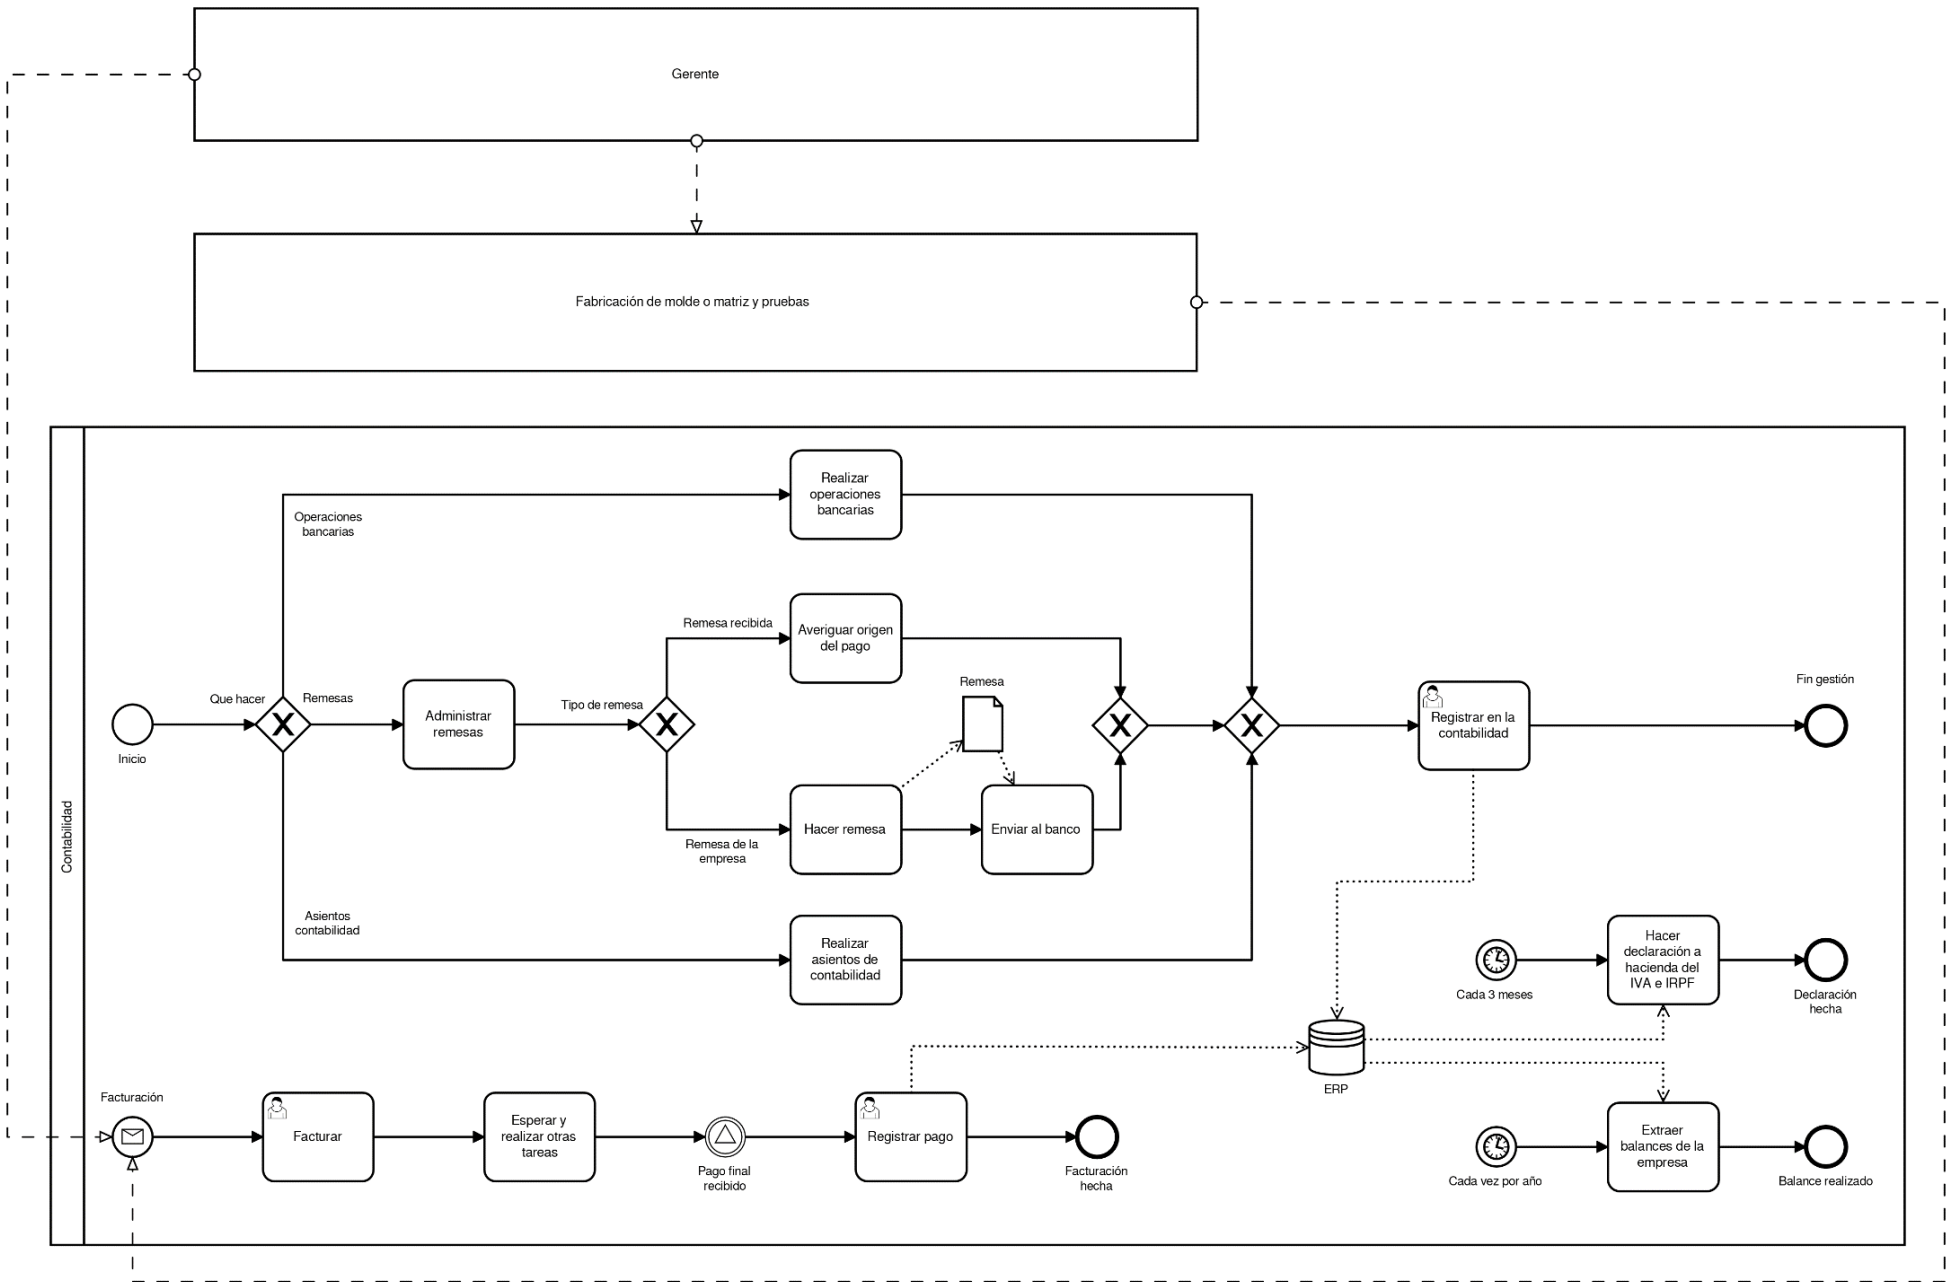 Gerente
Fabricación de molde o matriz y pruebas
Contabilidad
Realizar
operaciones
bancarias
Operaciones
bancarias
Remesa recibida
Averiguar origen
del pago
Remesa
Que hacer
Remesas
Administrar
remesas
Tipo de remesa
Inicio
Registrar en la
contabilidad
Fin gestión
Hacer remesa
Enviar al banco
Remesa de la
empresa
Asientos
contabilidad
Realizar
asientos de
contabilidad
Cada 3 meses
Hacer
declaración a
hacienda del
IVA e IRPF
Declaración
hecha
ERP
Facturación
Facturar
Esperar y
realizar otras
tareas
Pago final
recibido
Registrar pago
Facturación
hecha
Cada vez por año
Extraer
balances de la
empresa
Balance realizado